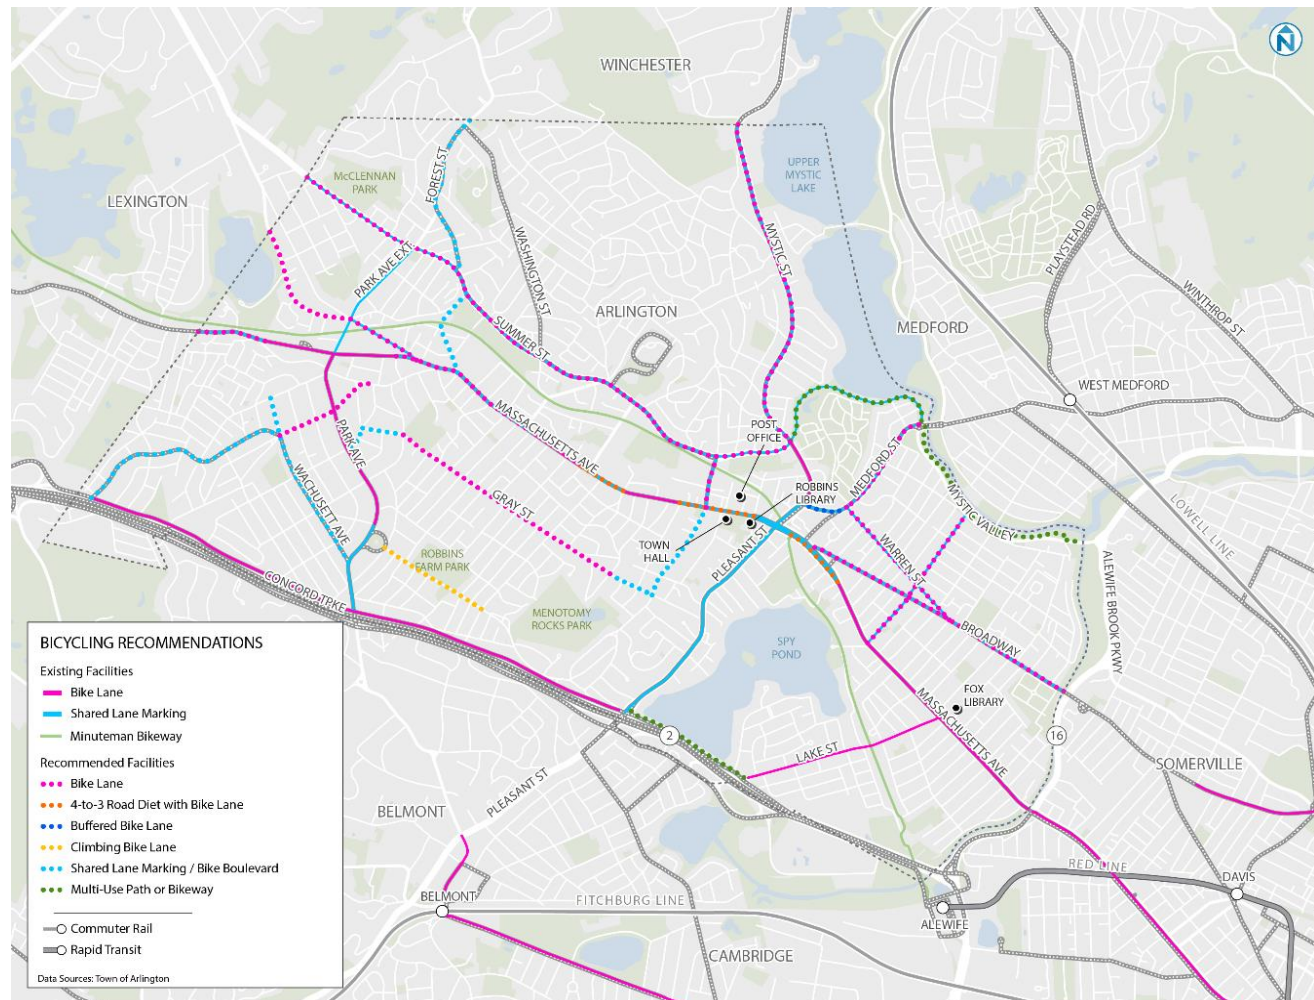 N
WINCHESTER
UPPER
MYSTIC
LAKE
McCLENNAN
PARK
FOREST ST
LEXINGTON
PLAYSTEAD RD
WASHINGTON ST
MYSTIC ST
PARK AVE EXT.
WINTHROP ST
ARLINGTON
MEDFORD
SUMMER ST
WEST MEDFORD
MASSACHUSETTS AVE
POST
OFFICE
PARK AVE
MEDFORD ST
ROBBINS
LIBRARY
WACHUSETT AVE
GRAY ST
MYSTIC VALLEY
LOWELL LINE
TOWN
HALL
PLEASANT ST
WARREN ST
ROBBINS
FARM PARK
ALEWIFE BROOK PKWY
CONCORD TPKE
MENOTOMY
ROCKS PARK
BROADWAY
SPY
POND
FOX
LIBRARY
MASSACHUSETTS AVE
2
16
LAKE ST
SOMERVILLE
PLEASANT ST
BELMONT
RED LINE
DAVIS
BELMONT
FITCHBURG LINE
ALEWIFE
CAMBRIDGE
BICYCLING RECOMMENDATIONS
Existing Facilities
Bike Lane
Shared Lane Marking
Minuteman Bikeway
Recommended Facilities
Bike Lane
4-to-3 Road Diet with Bike Lane
Buffered Bike Lane
Climbing Bike Lane
Shared Lane Marking / Bike Boulevard
Multi-Use Path or Bikeway
Commuter Rail
Rapid Transit
Data Sources: Town of Arlington